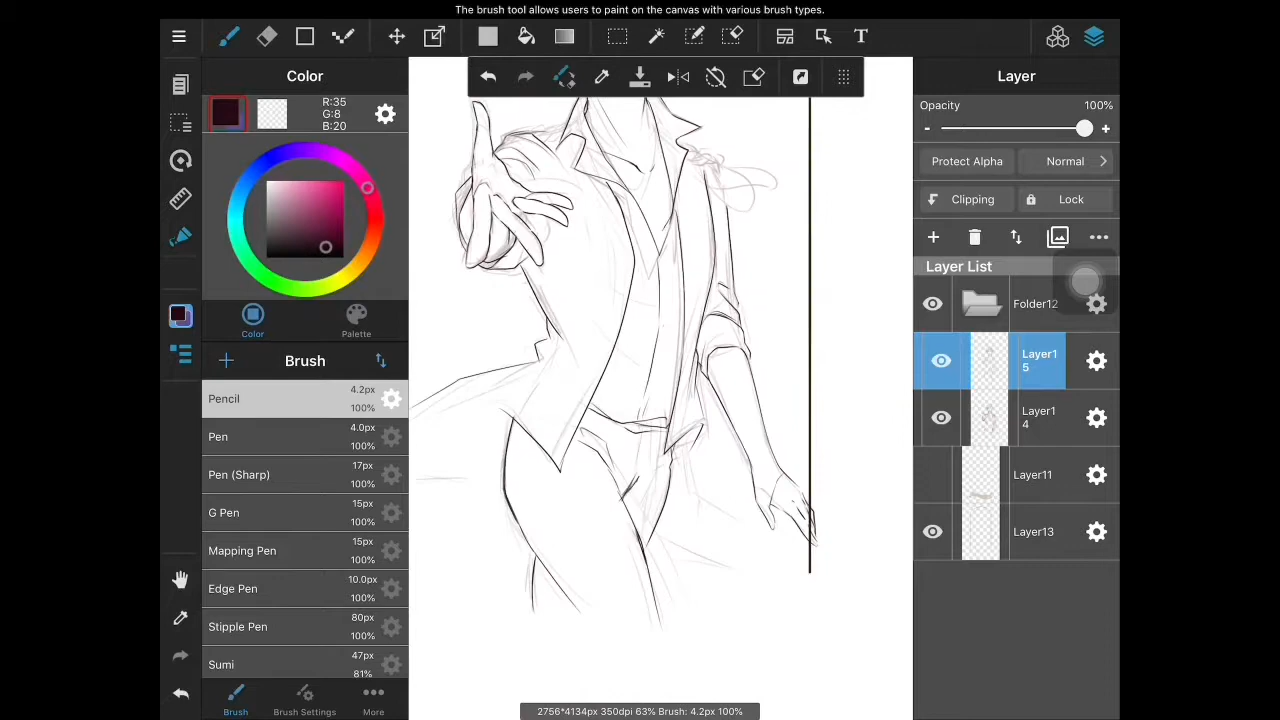 The brush tool allows users to paint on the canvas with various brush types.
T
Color
R:35
G:8
B:20
Color
Palette
Brush
Pencil 4.2px 100%
Pen 4.0px 100%
Pen (Sharp) 17px 100%
G Pen 15px 100%
Mapping Pen 15px 100%
Edge Pen 10.0px 100%
Stipple Pen 80px 100%
Sumi 47px 81%
Brush
Brush Settings
More
2756*4134px 350dpi 63% Brush: 4.2px 100%
Layer
Opacity 100%
- +
Protect Alpha Normal
Clipping Lock
Layer List
Folder12
Layer1
5
Layer1
4
Layer11
Layer13